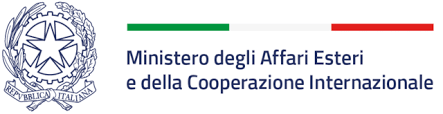 Ministero degli Affari Esteri
e della Cooperazione Internazionale
REPVBBLICA ITALIANA